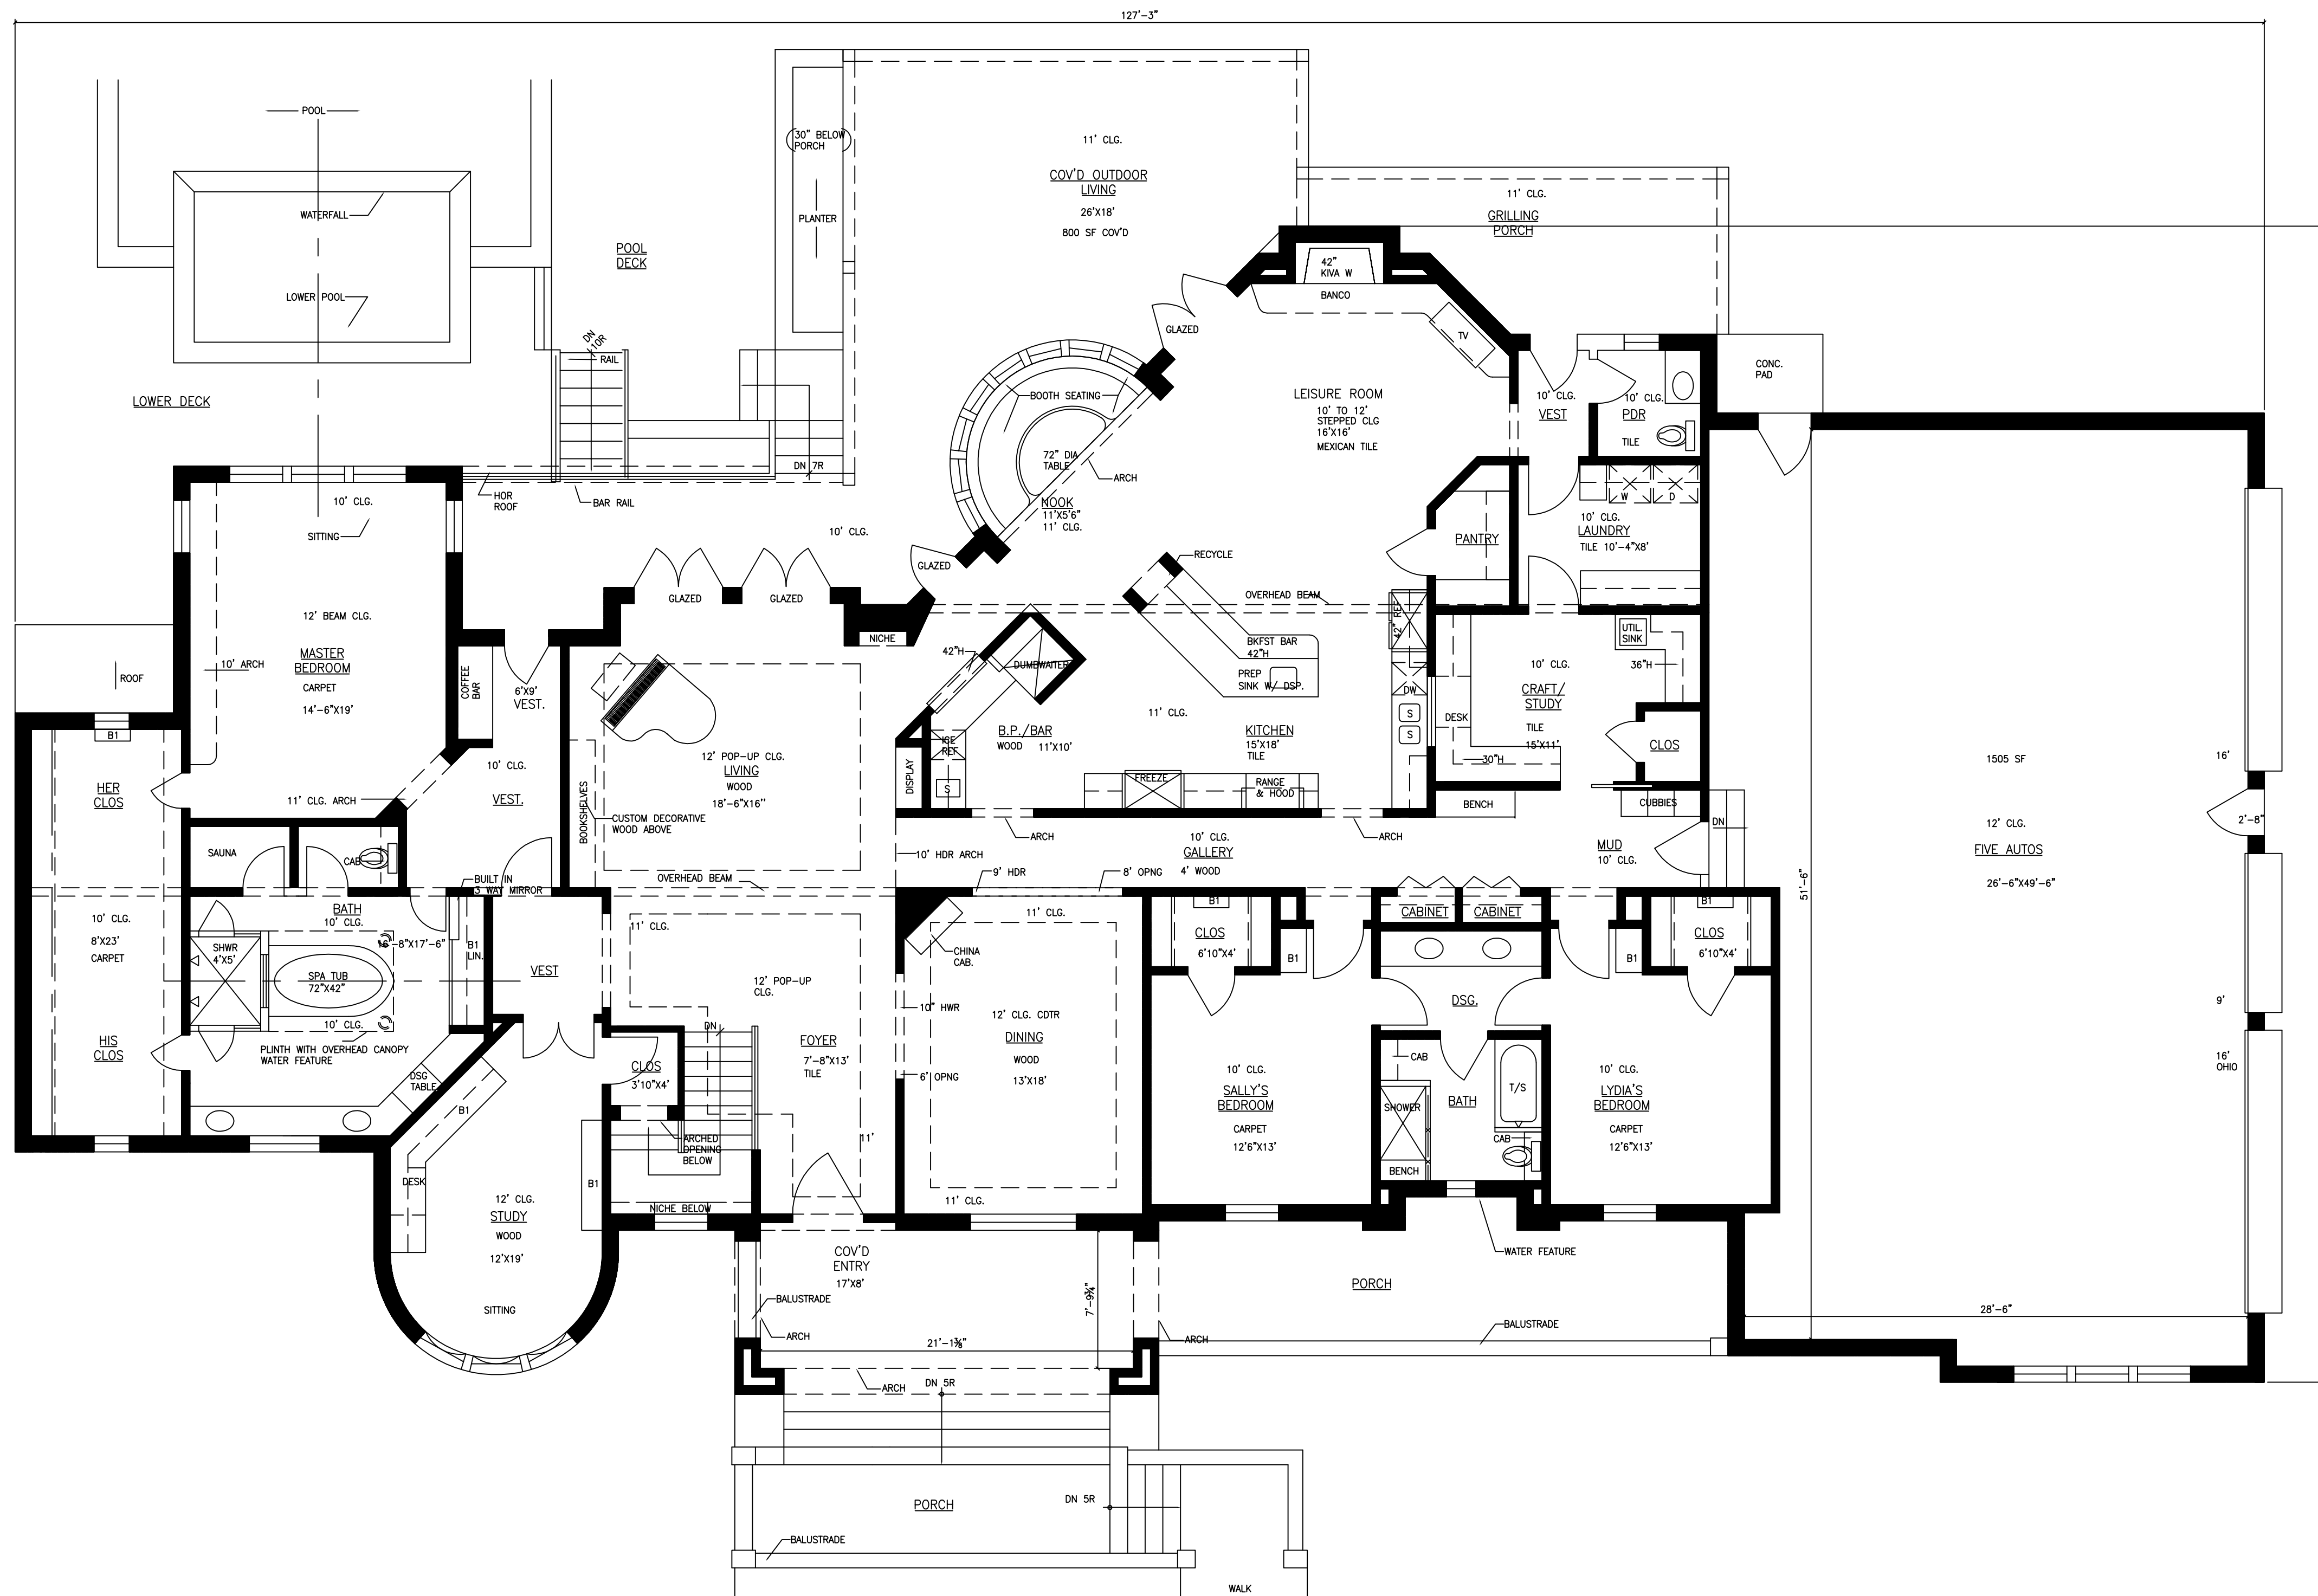 127'-3"
POOL
WATERFALL
LOWER POOL
LOWER DECK
POOL
DECK
30" BELOW
PORCH
PLANTER
DN
10R
RAIL
DN 7R
HOR
ROOF
BAR RAIL
11' CLG.
COV'D OUTDOOR
LIVING
26'X18'
800 SF COV'D
11' CLG.
GRILLING
PORCH
42"
KIVA W
BANCO
TV
GLAZED
BOOTH SEATING
72" DIA
TABLE
ARCH
NOOK
11'X5'6"
11' CLG.
LEISURE ROOM
10' TO 12'
STEPPED CLG
16'X16'
MEXICAN TILE
10' CLG.
VEST
10' CLG.
PDR
TILE
CONC.
PAD
W
D
10' CLG.
LAUNDRY
TILE 10'-4"X8'
PANTRY
10' CLG.
SITTING
12' BEAM CLG.
MASTER
BEDROOM
CARPET
14'-6"X19'
10' ARCH
ROOF
11' CLG. ARCH
10' CLG.
GLAZED
GLAZED
GLAZED
NICHE
COFFEE
BAR
6'X9'
VEST.
10' CLG.
VEST.
BOOKSHELVES
12' POP-UP CLG.
LIVING
WOOD
18'-6"X16"
CUSTOM DECORATIVE
WOOD ABOVE
OVERHEAD BEAM
RECYCLE
OVERHEAD BEAM
42"H
DUMBWAITER
BKFST BAR
42"H
PREP
SINK W/ DSP.
42" REF
DW
S
S
11' CLG.
B.P./BAR
WOOD 11'X10'
KITCHEN
15'X18'
TILE
ICE
REF
S
DISPLAY
FREEZE
RANGE
& HOOD
UTIL.
SINK
36"H
10' CLG.
CRAFT/
STUDY
TILE
15'X11'
DESK
30"H
CLOS
BENCH
CUBBIES
DN
MUD
10' CLG.
ARCH
ARCH
10' CLG.
GALLERY
4' WOOD
10' HDR ARCH
9' HDR
8' OPNG
1505 SF
12' CLG.
FIVE AUTOS
26'-6"X49'-6"
16'
2'-8"
9'
16'
OHIO
51'-6"
28'-6"
B1
HER
CLOS
10' CLG.
8'X23'
CARPET
HIS
CLOS
SAUNA
CAB
BUILT IN
3 WAY MIRROR
BATH
10' CLG.
16'-8"X17'-6"
SHWR
4'X5'
SPA TUB
72"X42"
10' CLG.
PLINTH WITH OVERHEAD CANOPY
WATER FEATURE
B1
LIN.
DSG
TABLE
VEST
B1
DESK
12' CLG.
STUDY
WOOD
12'X19'
SITTING
B1
CLOS
3'10"X4'
DN
ARCHED
OPENING
BELOW
NICHE BELOW
11' CLG.
12' POP-UP
CLG.
FOYER
7'-8"X13'
TILE
11'
10" HWR
6' OPNG
CHINA
CAB.
11' CLG.
12' CLG. CDTR
DINING
WOOD
13'X18'
11' CLG.
B1
CLOS
6'10"X4'
B1
CABINET
CABINET
DSG.
B1
B1
CLOS
6'10"X4'
10' CLG.
SALLY'S
BEDROOM
CARPET
12'6"X13'
CAB
SHOWER
BENCH
BATH
T/S
CAB
10' CLG.
LYDIA'S
BEDROOM
CARPET
12'6"X13'
WATER FEATURE
PORCH
BALUSTRADE
COV'D
ENTRY
17'X8'
BALUSTRADE
ARCH
7'-9¾"
21'-1⅜"
ARCH
ARCH
DN 5R
PORCH
DN 5R
BALUSTRADE
WALK